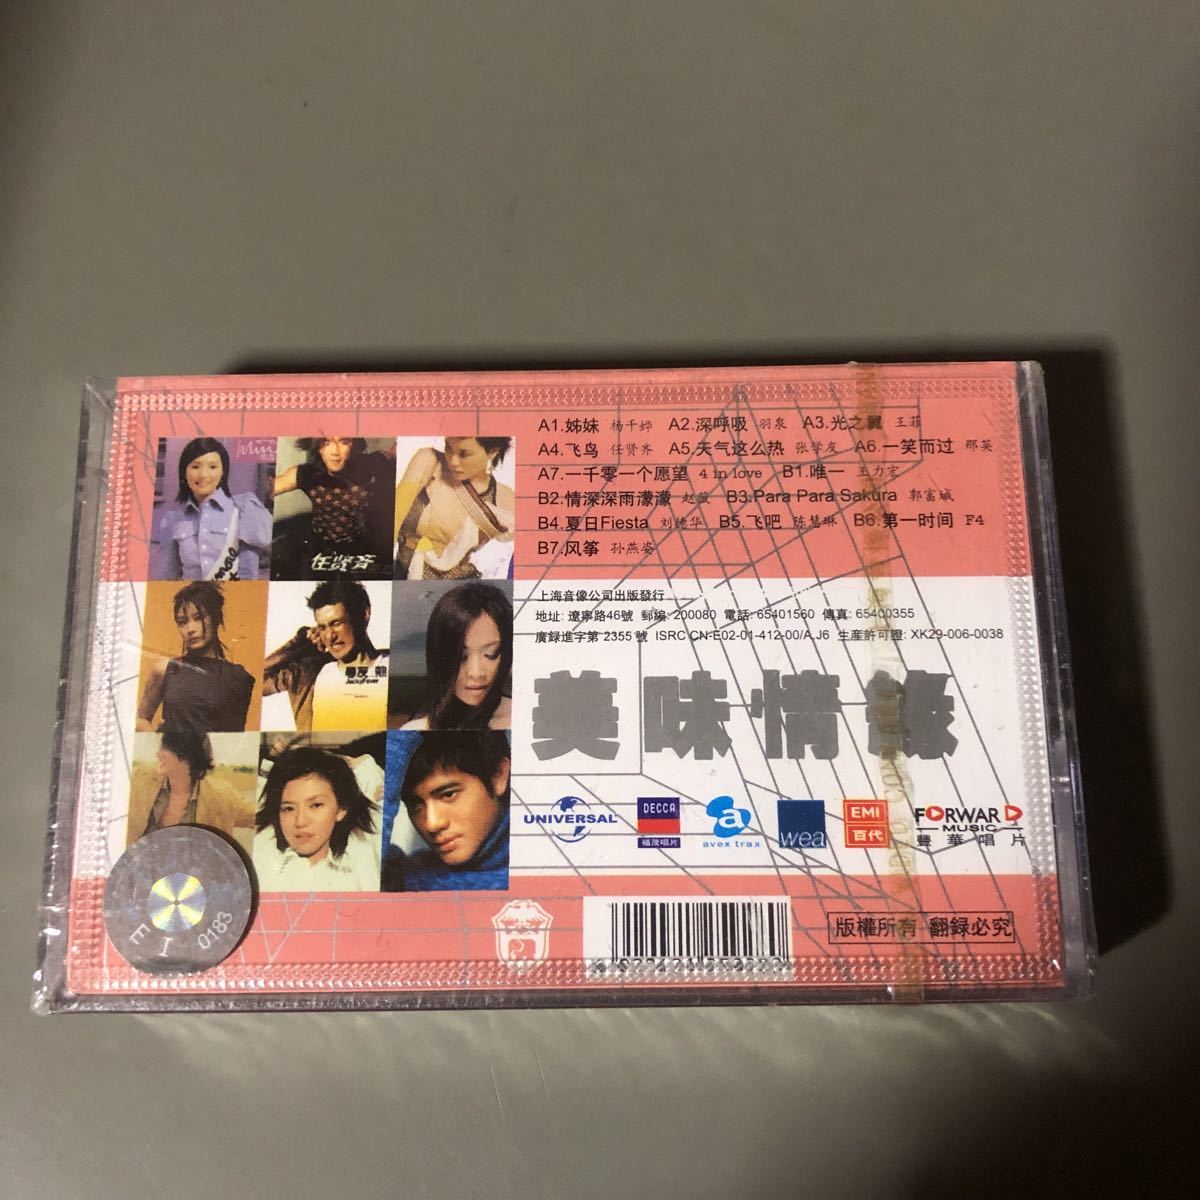 A1.姊妹 杨千烨 A2.深呼吸 羽泉 A3.光之翼 王菲
A4.飞鸟 任贤齐 A5.天气这么热 张学友 A6.一笑而过 那英
A7.一千零一个愿望 4 in love B1.唯一 王力宏
B2.情深深雨濛濛 赵薇 B3.Para Para Sakura 郭富城
B4.夏日Fiesta 刘德华 B5.飞吧 陈慧琳 B6.第一时间 F4
B7.风筝 孙燕姿
任贤齐
上海音像公司出版發行
地址: 遼寧路46號 郵編: 200080 電話: 65401560 傳真: 65400355
廣録進字第 2355 號 ISRC CN-E02-01-412-00/A.J6 生産許可證: XK29-006-0038
JackyFever
美味情緣
UNIVERSAL
DECCA
福茂唱片
a
avex trax
wea
EMI
百代
FORWARD
MUSIC
豐華唱片
E I 0183
版權所有 翻録必究